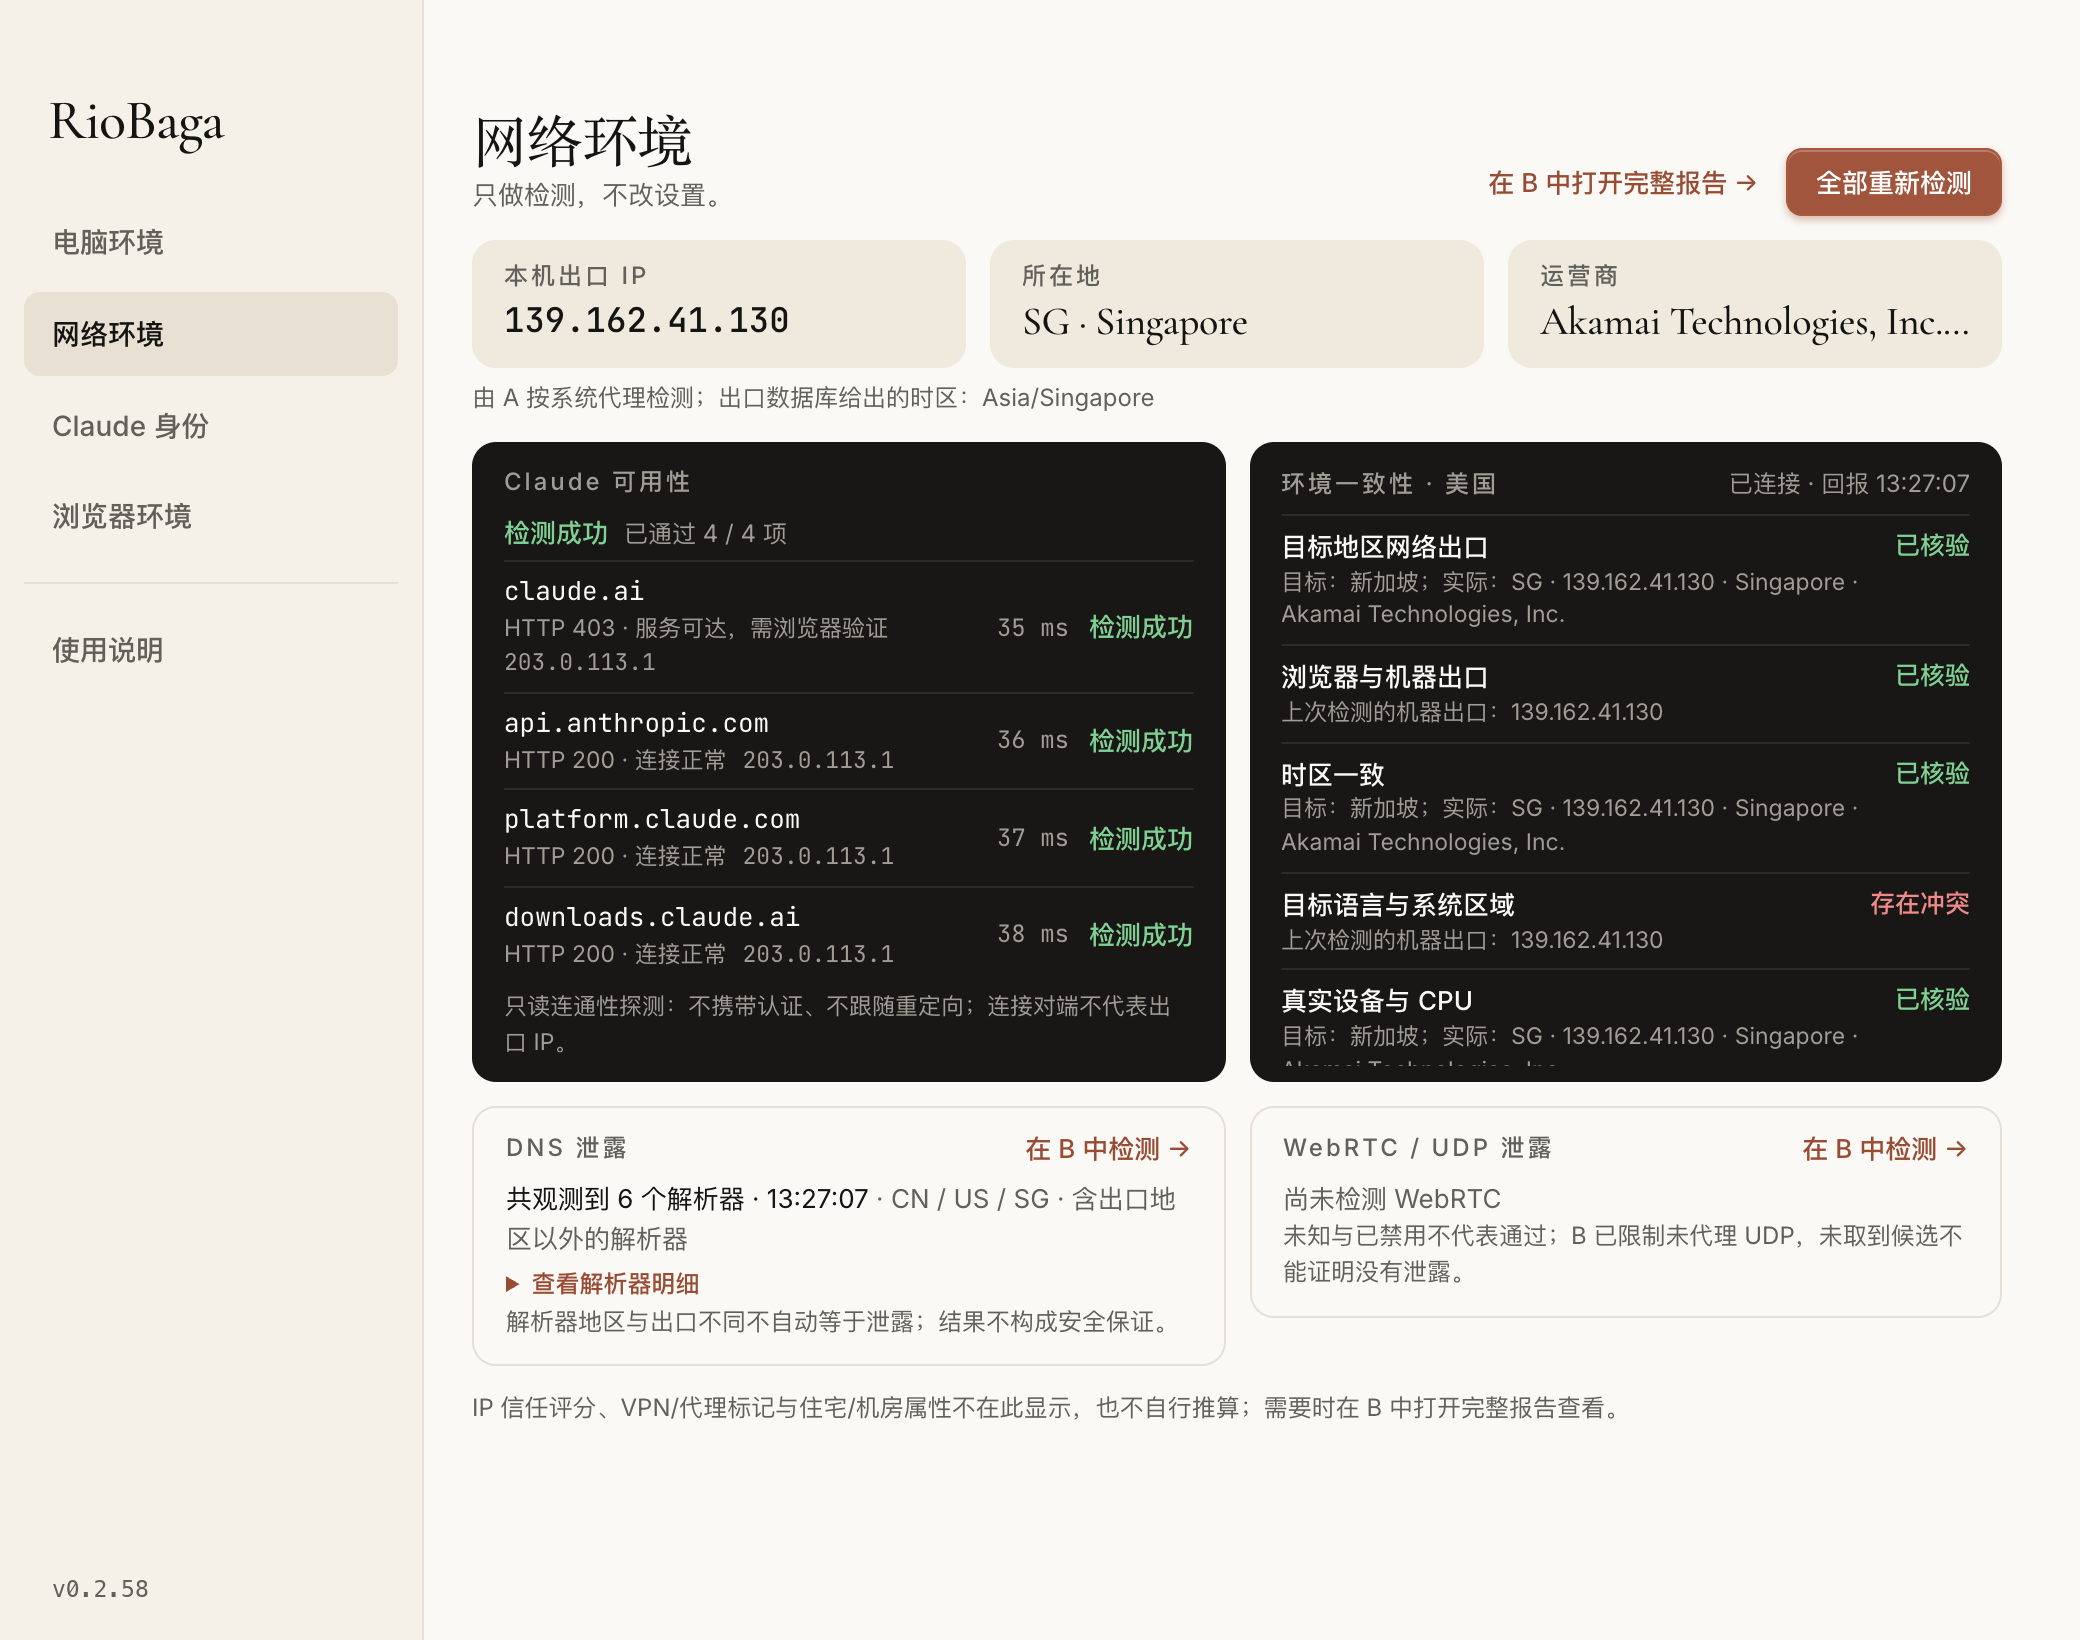 RioBaga
电脑环境
网络环境
Claude 身份
浏览器环境
使用说明
v0.2.58
网络环境
只做检测，不改设置。
在 B 中打开完整报告 →
全部重新检测
本机出口 IP
139.162.41.130
所在地
SG · Singapore
运营商
Akamai Technologies, Inc....
由 A 按系统代理检测；出口数据库给出的时区：Asia/Singapore
Claude 可用性
检测成功 已通过 4 / 4 项
claude.ai
HTTP 403 · 服务可达，需浏览器验证
203.0.113.1
35 ms 检测成功
api.anthropic.com
HTTP 200 · 连接正常 203.0.113.1
36 ms 检测成功
platform.claude.com
HTTP 200 · 连接正常 203.0.113.1
37 ms 检测成功
downloads.claude.ai
HTTP 200 · 连接正常 203.0.113.1
38 ms 检测成功
只读连通性探测：不携带认证、不跟随重定向；连接对端不代表出
口 IP。
环境一致性 · 美国
已连接 · 回报 13:27:07
目标地区网络出口
已核验
目标：新加坡；实际：SG · 139.162.41.130 · Singapore ·
Akamai Technologies, Inc.
浏览器与机器出口
已核验
上次检测的机器出口：139.162.41.130
时区一致
已核验
目标：新加坡；实际：SG · 139.162.41.130 · Singapore ·
Akamai Technologies, Inc.
目标语言与系统区域
存在冲突
上次检测的机器出口：139.162.41.130
真实设备与 CPU
已核验
目标：新加坡；实际：SG · 139.162.41.130 · Singapore ·
DNS 泄露
在 B 中检测 →
共观测到 6 个解析器 · 13:27:07 · CN / US / SG · 含出口地
区以外的解析器
▶ 查看解析器明细
解析器地区与出口不同不自动等于泄露；结果不构成安全保证。
WebRTC / UDP 泄露
在 B 中检测 →
尚未检测 WebRTC
未知与已禁用不代表通过；B 已限制未代理 UDP，未取到候选不
能证明没有泄露。
IP 信任评分、VPN/代理标记与住宅/机房属性不在此显示，也不自行推算；需要时在 B 中打开完整报告查看。